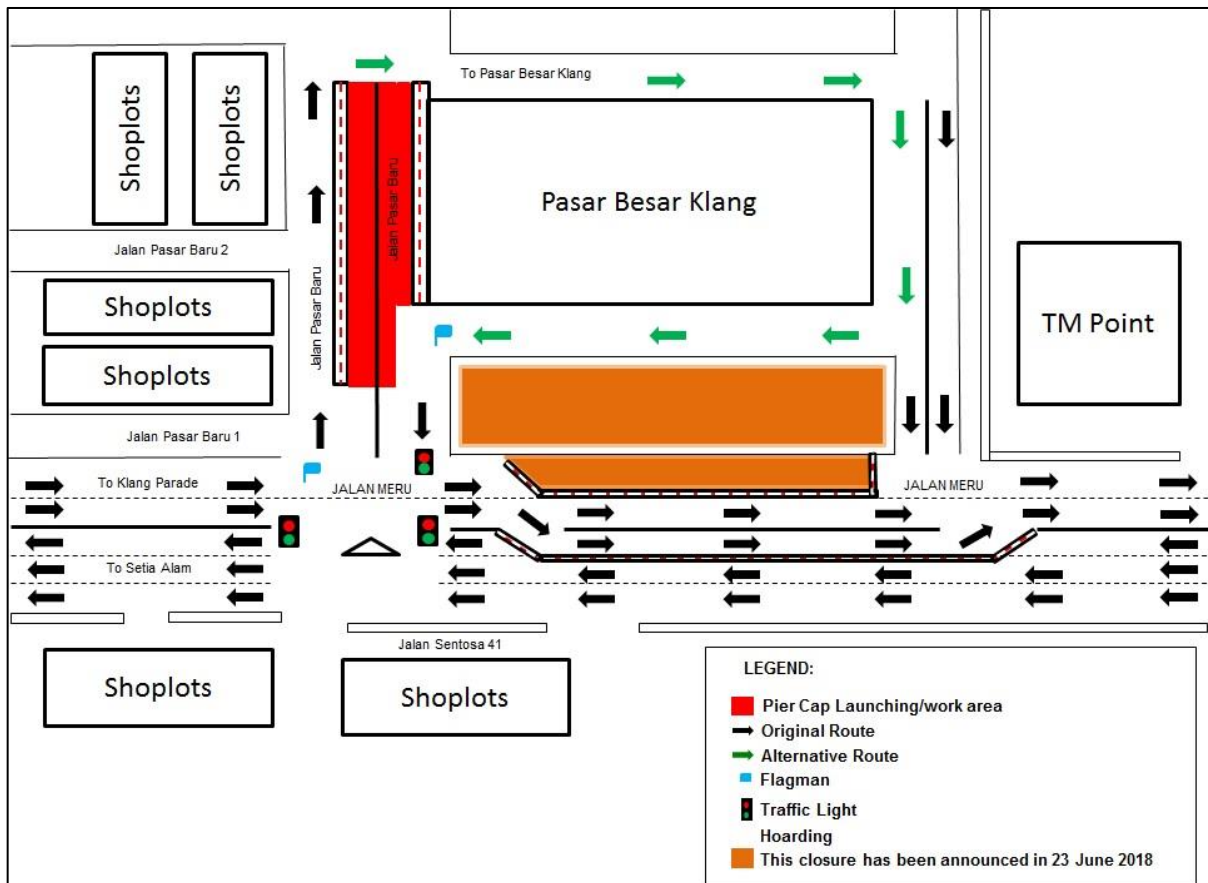 To Pasar Besar Klang
Shoplots
Shoplots
Jalan Pasar Baru
Pasar Besar Klang
Jalan Pasar Baru 2
Shoplots
Jalan Pasar Baru
TM Point
Shoplots
Jalan Pasar Baru 1
To Klang Parade
JALAN MERU
JALAN MERU
To Setia Alam
Jalan Sentosa 41
Shoplots
Shoplots
LEGEND:
Pier Cap Launching/work area
Original Route
Alternative Route
Flagman
Traffic Light
Hoarding
This closure has been announced in 23 June 2018